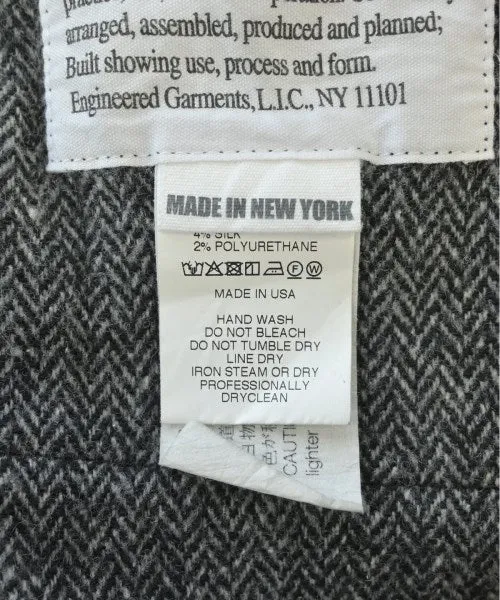 arranged, assembled, produced and planned;
Built showing use, process and form.
Engineered Garments, L.I.C., NY 11101
MADE IN NEW YORK
4% SILK
2% POLYURETHANE
MADE IN USA
HAND WASH
DO NOT BLEACH
DO NOT TUMBLE DRY
LINE DRY
IRON STEAM OR DRY
PROFESSIONALLY
DRYCLEAN
CAUTI
lighter